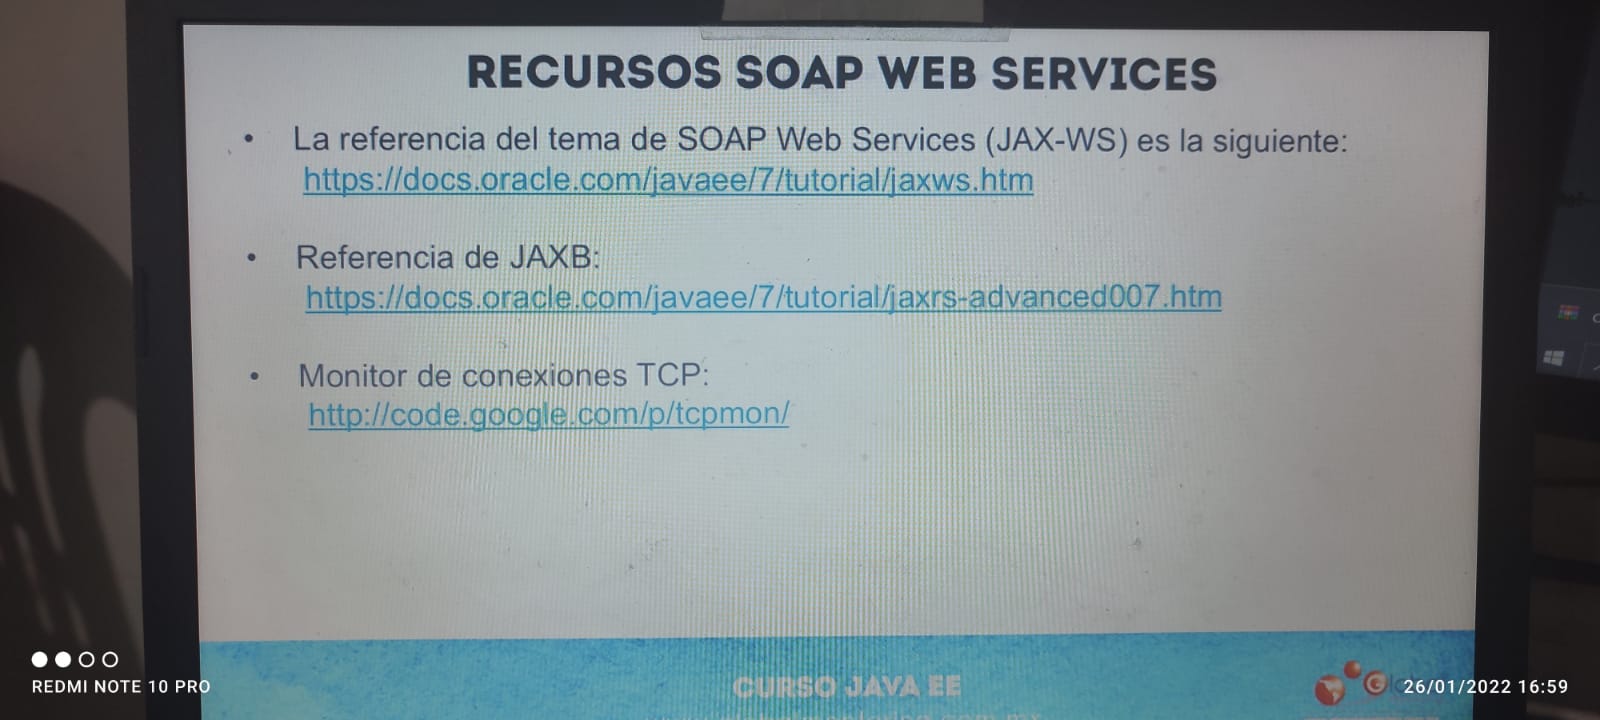 RECURSOS SOAP WEB SERVICES
• La referencia del tema de SOAP Web Services (JAX-WS) es la siguiente:
https://docs.oracle.com/javaee/7/tutorial/jaxws.htm
• Referencia de JAXB:
https://docs.oracle.com/javaee/7/tutorial/jaxrs-advanced007.htm
• Monitor de conexiones TCP:
http://code.google.com/p/tcpmon/
CURSO JAVA EE
REDMI NOTE 10 PRO
26/01/2022 16:59